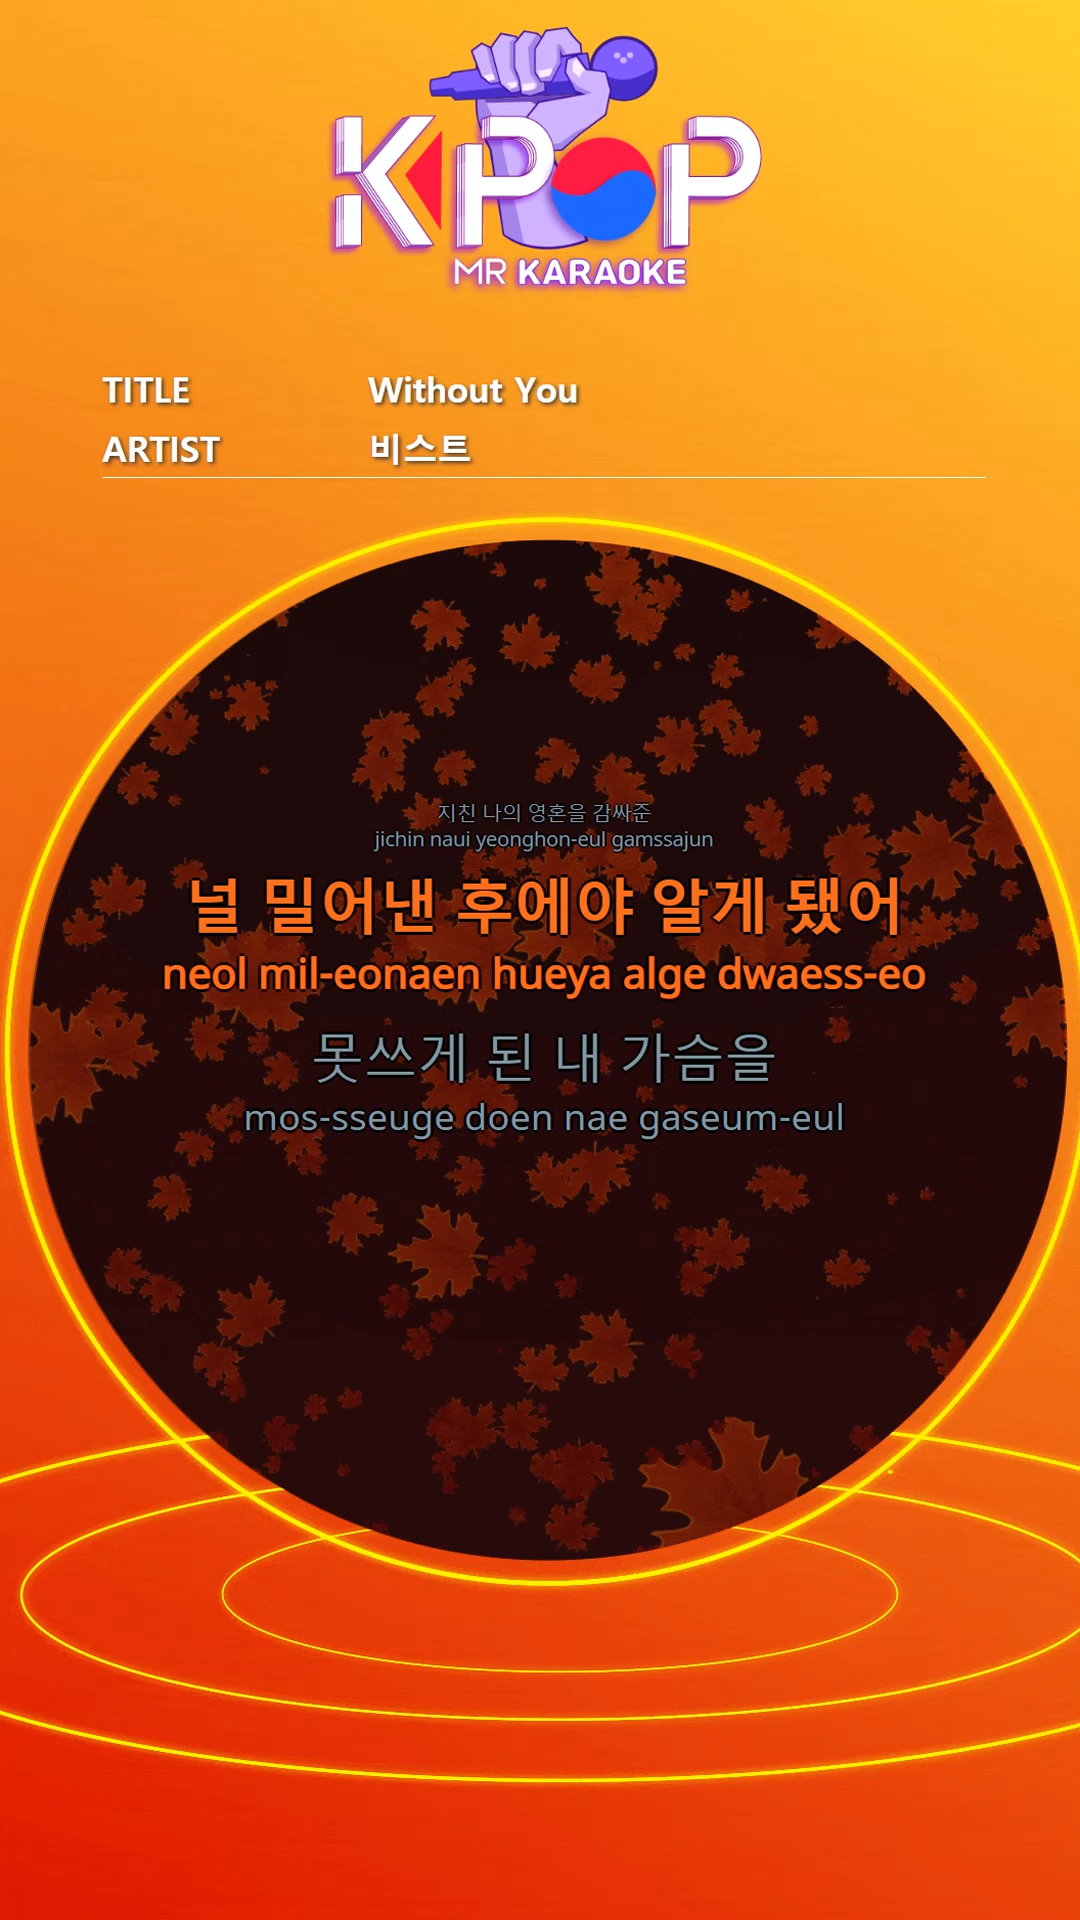 KPOP
MR KARAOKE
TITLE Without You
ARTIST 비스트
지친 나의 영혼을 감싸준
jichin naui yeonghon-eul gamssajun
널 밀어낸 후에야 알게 됐어
neol mil-eonaen hueya alge dwaess-eo
못쓰게 된 내 가슴을
mos-sseuge doen nae gaseum-eul